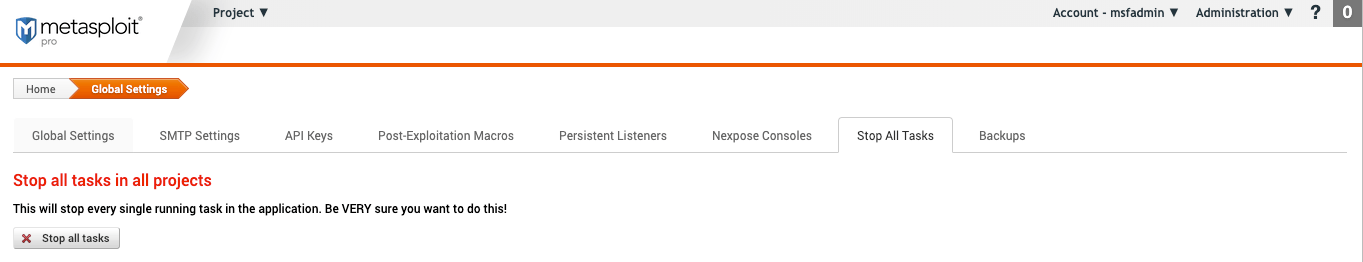 Project ▼ Account - msfadmin ▼ Administration ▼ ? 0
metasploit®
pro
Home Global Settings
Global Settings SMTP Settings API Keys Post-Exploitation Macros Persistent Listeners Nexpose Consoles Stop All Tasks Backups
Stop all tasks in all projects
This will stop every single running task in the application. Be VERY sure you want to do this!
Stop all tasks